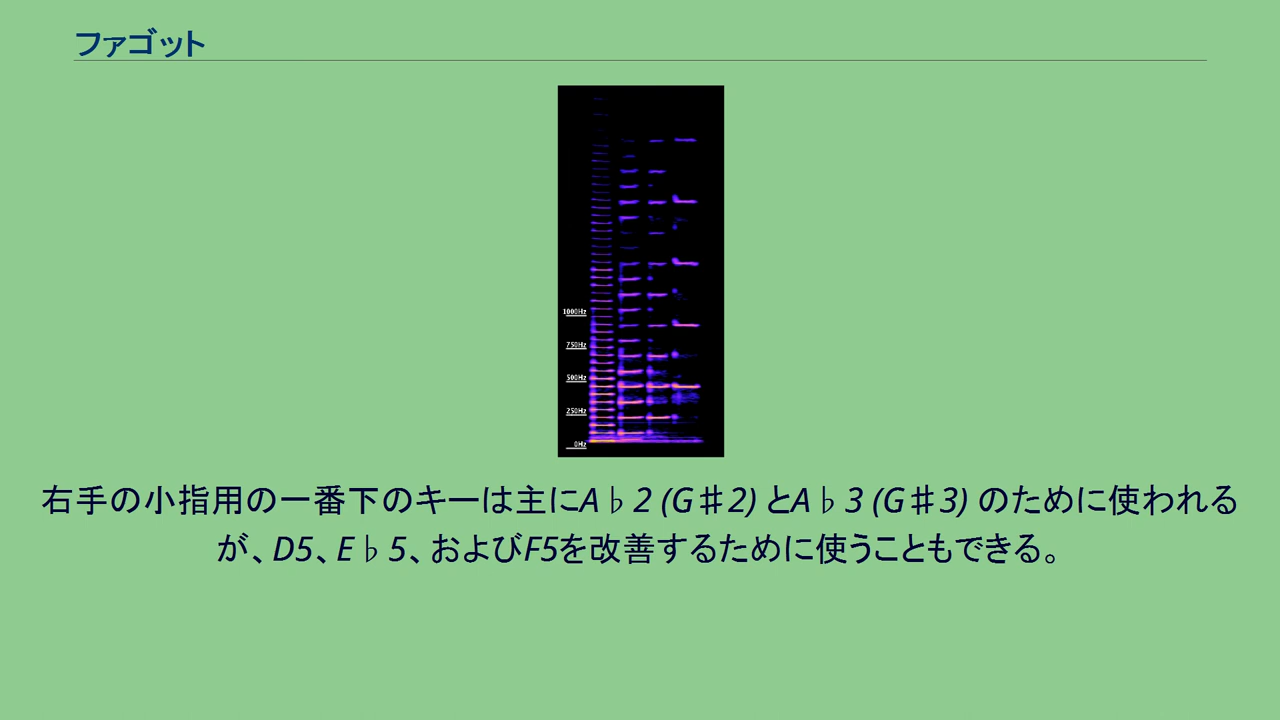 ファゴット
1000Hz
750Hz
500Hz
250Hz
0Hz
右手の小指用の一番下のキーは主にA♭2 (G♯2) とA♭3 (G♯3) のために使われる
が、D5、E♭5、およびF5を改善するために使うこともできる。